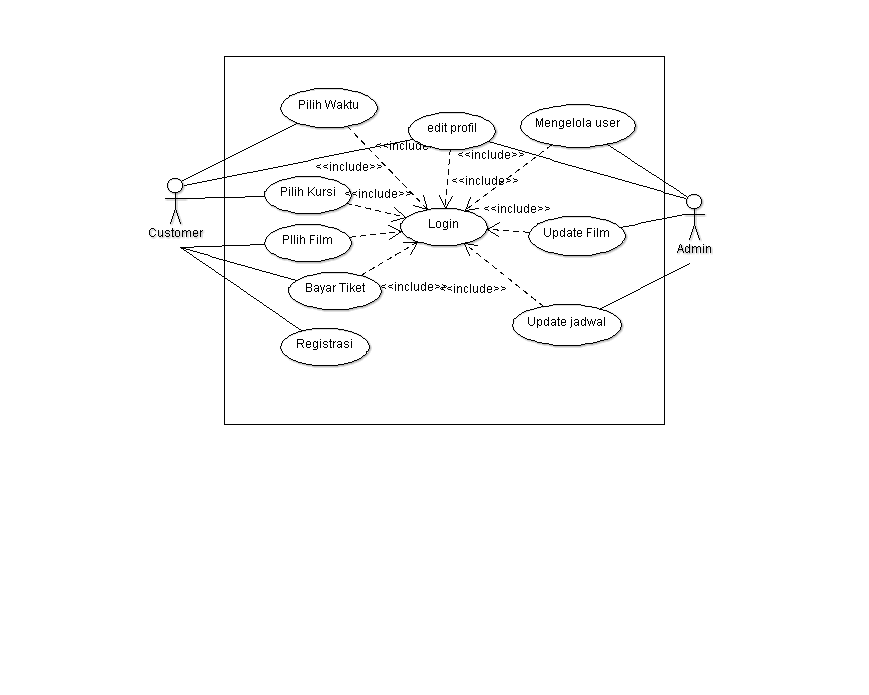 Pilih Waktu
edit profil
Mengelola user
<<include>>
<<include>>
<<include>>
<<include>>
Pilih Kursi
<<include>>
<<include>>
Login
Customer
Update Film
PIlih Film
Admin
Bayar Tiket
<<include>>
<<include>>
Update jadwal
Registrasi